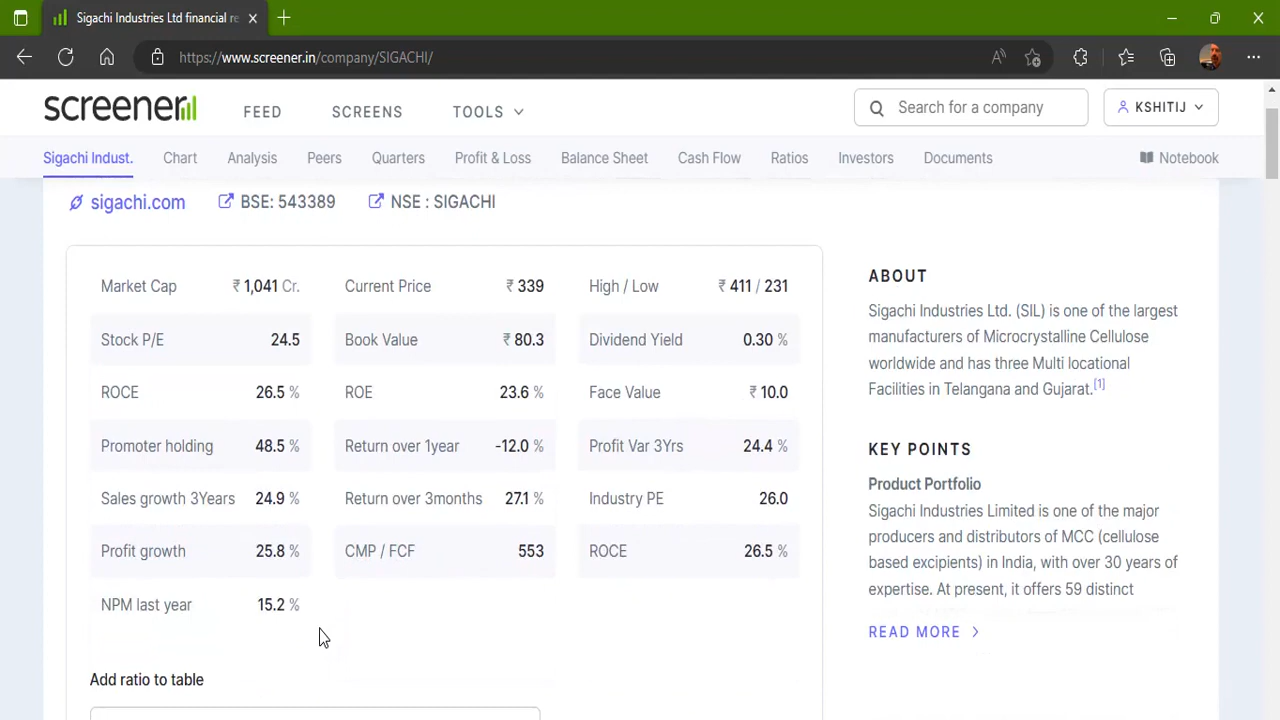 Sigachi Industries Ltd financial re
https://www.screener.in/company/SIGACHI/
screener
FEED
SCREENS
TOOLS
Search for a company
KSHITIJ
Sigachi Indust.
Chart
Analysis
Peers
Quarters
Profit & Loss
Balance Sheet
Cash Flow
Ratios
Investors
Documents
Notebook
sigachi.com
BSE: 543389
NSE : SIGACHI
Market Cap ₹ 1,041 Cr.
Current Price ₹ 339
High / Low ₹ 411 / 231
Stock P/E 24.5
Book Value ₹ 80.3
Dividend Yield 0.30 %
ROCE 26.5 %
ROE 23.6 %
Face Value ₹ 10.0
Promoter holding 48.5 %
Return over 1year -12.0 %
Profit Var 3Yrs 24.4 %
Sales growth 3Years 24.9 %
Return over 3months 27.1 %
Industry PE 26.0
Profit growth 25.8 %
CMP / FCF 553
ROCE 26.5 %
NPM last year 15.2 %
Add ratio to table
ABOUT
Sigachi Industries Ltd. (SIL) is one of the largest
manufacturers of Microcrystalline Cellulose
worldwide and has three Multi locational
Facilities in Telangana and Gujarat.[1]
KEY POINTS
Product Portfolio
Sigachi Industries Limited is one of the major
producers and distributors of MCC (cellulose
based excipients) in India, with over 30 years of
expertise. At present, it offers 59 distinct
READ MORE